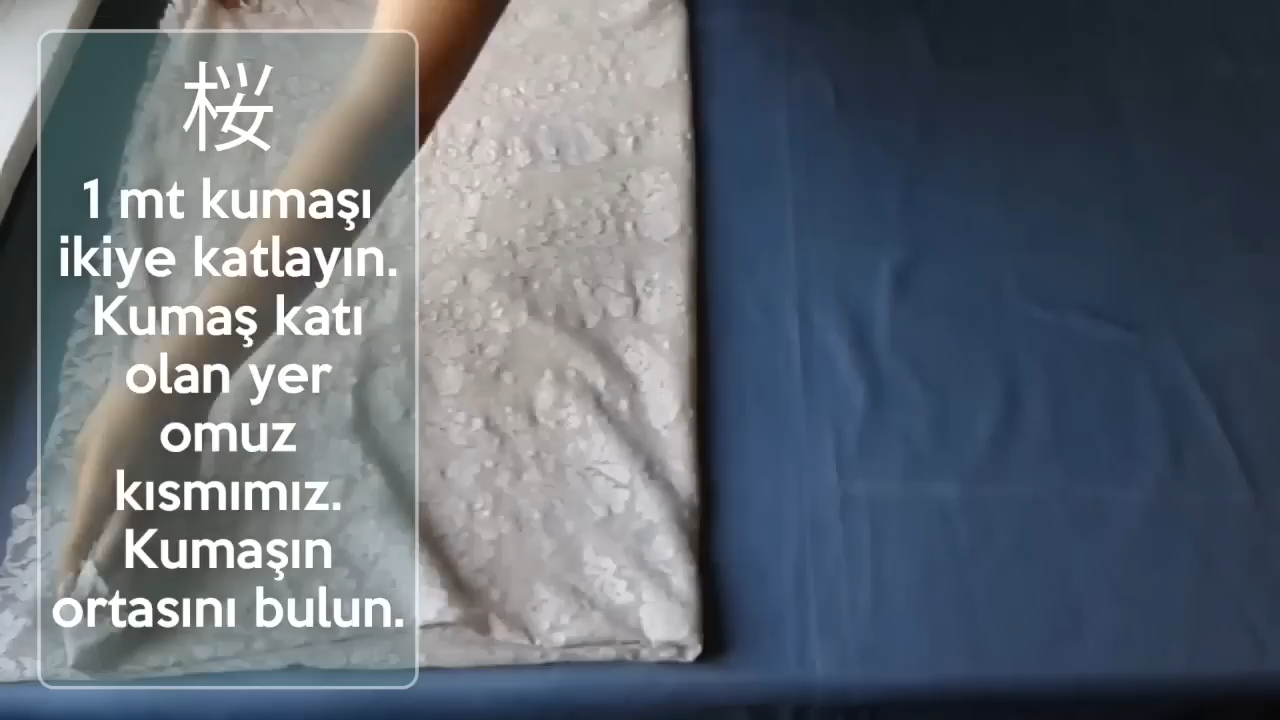 桜
1 mt kumaşı
ikiye katlayın.
Kumaş katı
olan yer
omuz
kısmımız.
Kumaşın
ortasını bulun.